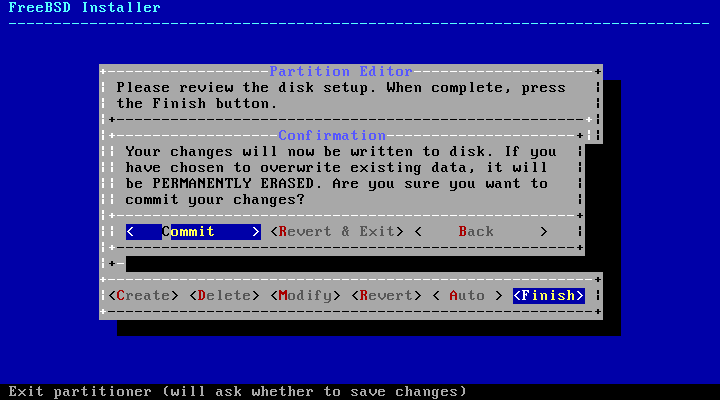 FreeBSD Installer
Partition Editor
Please review the disk setup. When complete, press
the Finish button.
Confirmation
Your changes will now be written to disk. If you
have chosen to overwrite existing data, it will
be PERMANENTLY ERASED. Are you sure you want to
commit your changes?
< Commit > <Revert & Exit> < Back >
<Create> <Delete> <Modify> <Revert> < Auto > <Finish>
Exit partitioner (will ask whether to save changes)